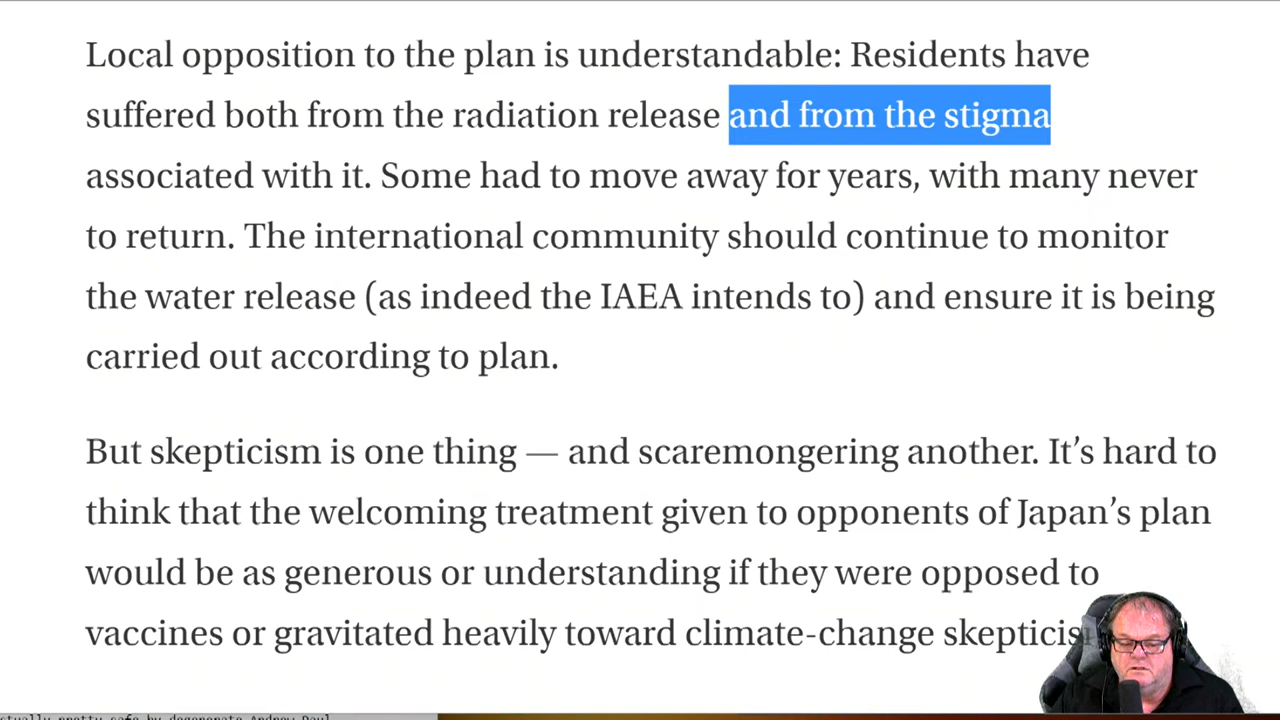 Local opposition to the plan is understandable: Residents have
suffered both from the radiation release and from the stigma
associated with it. Some had to move away for years, with many never
to return. The international community should continue to monitor
the water release (as indeed the IAEA intends to) and ensure it is being
carried out according to plan.
But skepticism is one thing — and scaremongering another. It’s hard to
think that the welcoming treatment given to opponents of Japan’s plan
would be as generous or understanding if they were opposed to
vaccines or gravitated heavily toward climate-change